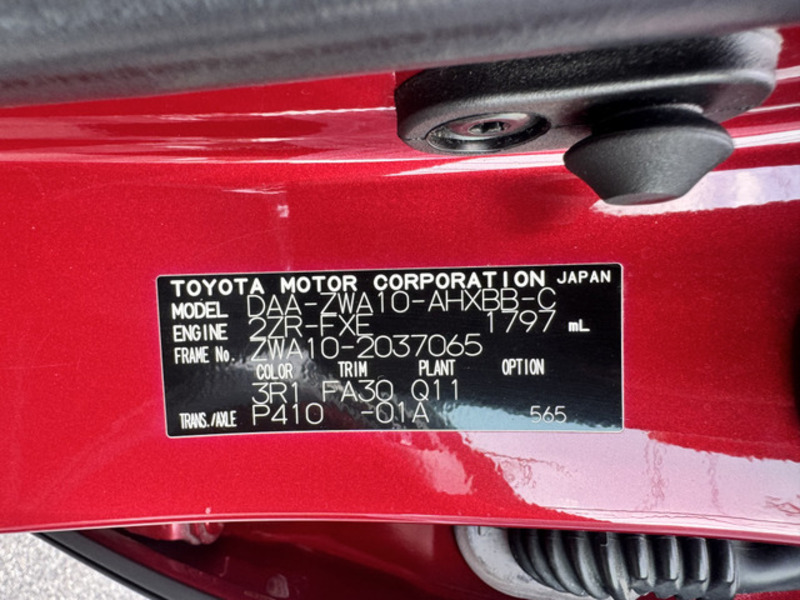 TOYOTA MOTOR CORPORATION JAPAN
MODEL DAA-ZWA10-AHXBB-C
ENGINE 2ZR-FXE 1797 mL
FRAME No. ZWA10-2037065
COLOR TRIM PLANT OPTION
3R1 FA30 Q11
TRANS./AXLE P410 -01A 565